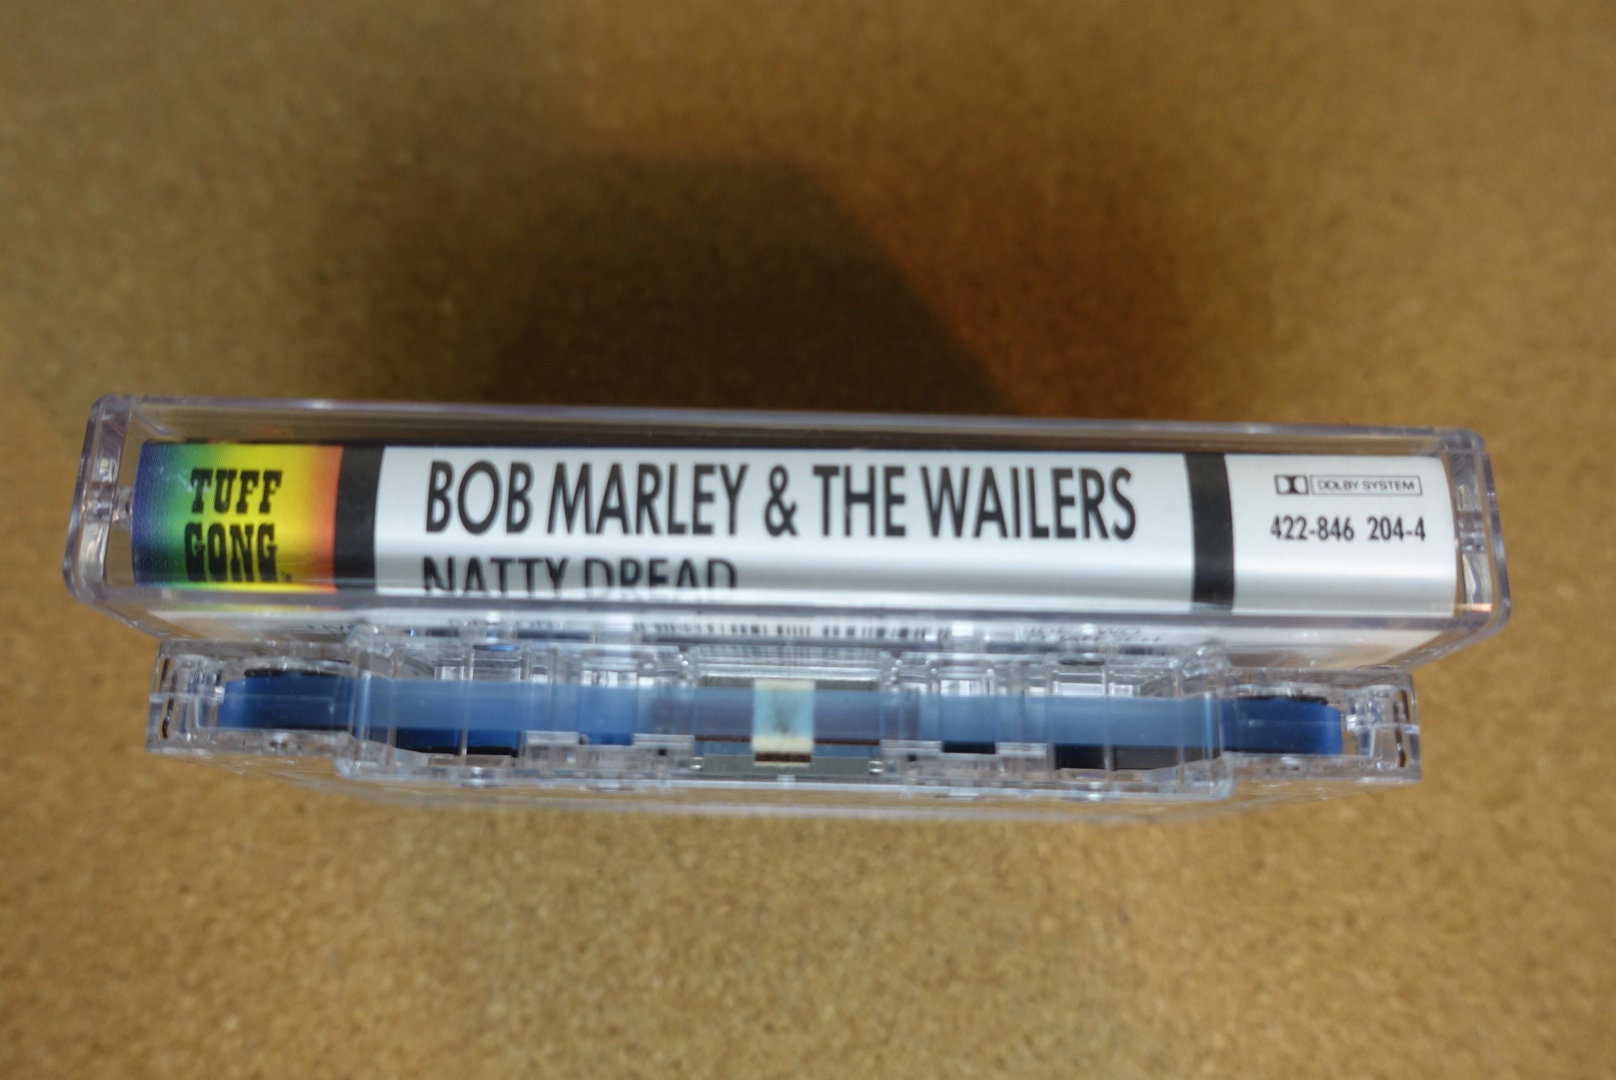 TUFF
GONG
BOB MARLEY & THE WAILERS
NATTY DREAD
DOLBY SYSTEM
422-846 204-4